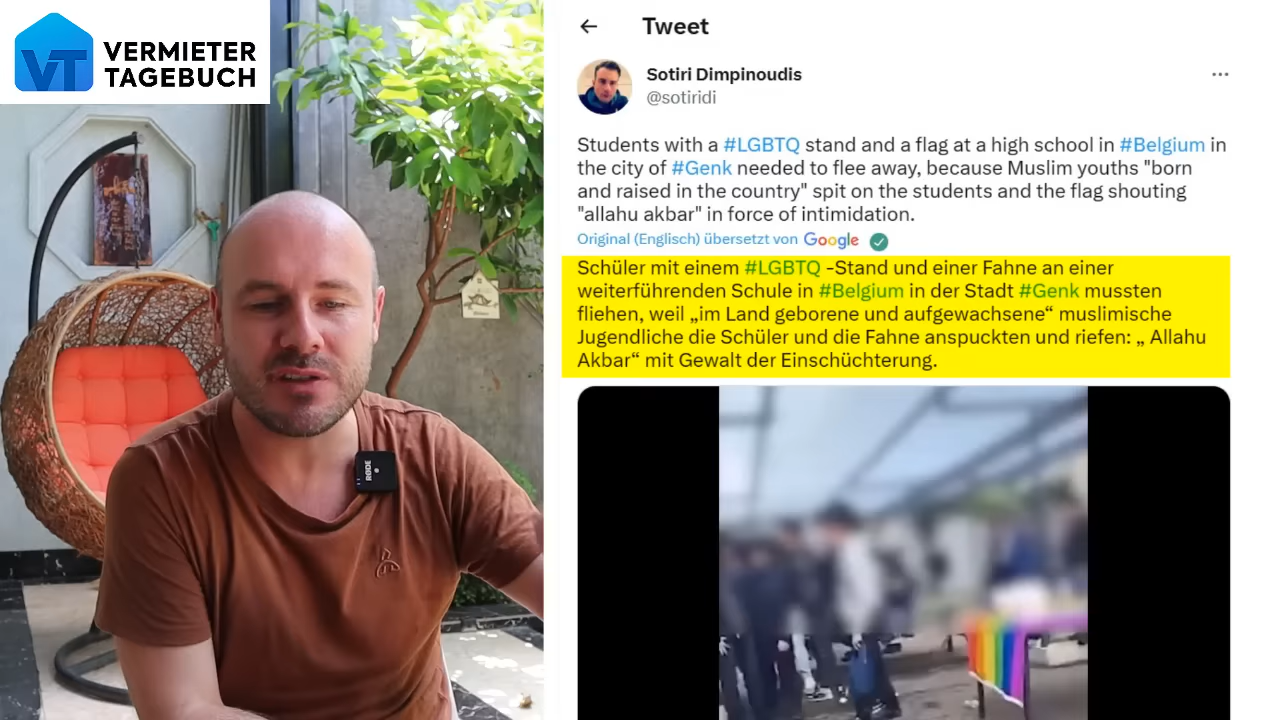 VERMIETER
TAGEBUCH
VT
RØDE
Tweet
Sotiri Dimpinoudis
@sotiridi
Students with a #LGBTQ stand and a flag at a high school in #Belgium in
the city of #Genk needed to flee away, because Muslim youths "born
and raised in the country" spit on the students and the flag shouting
"allahu akbar" in force of intimidation.
Original (Englisch) übersetzt von Google
Schüler mit einem #LGBTQ -Stand und einer Fahne an einer
weiterführenden Schule in #Belgium in der Stadt #Genk mussten
fliehen, weil „im Land geborene und aufgewachsene“ muslimische
Jugendliche die Schüler und die Fahne anspuckten und riefen: „ Allahu
Akbar“ mit Gewalt der Einschüchterung.